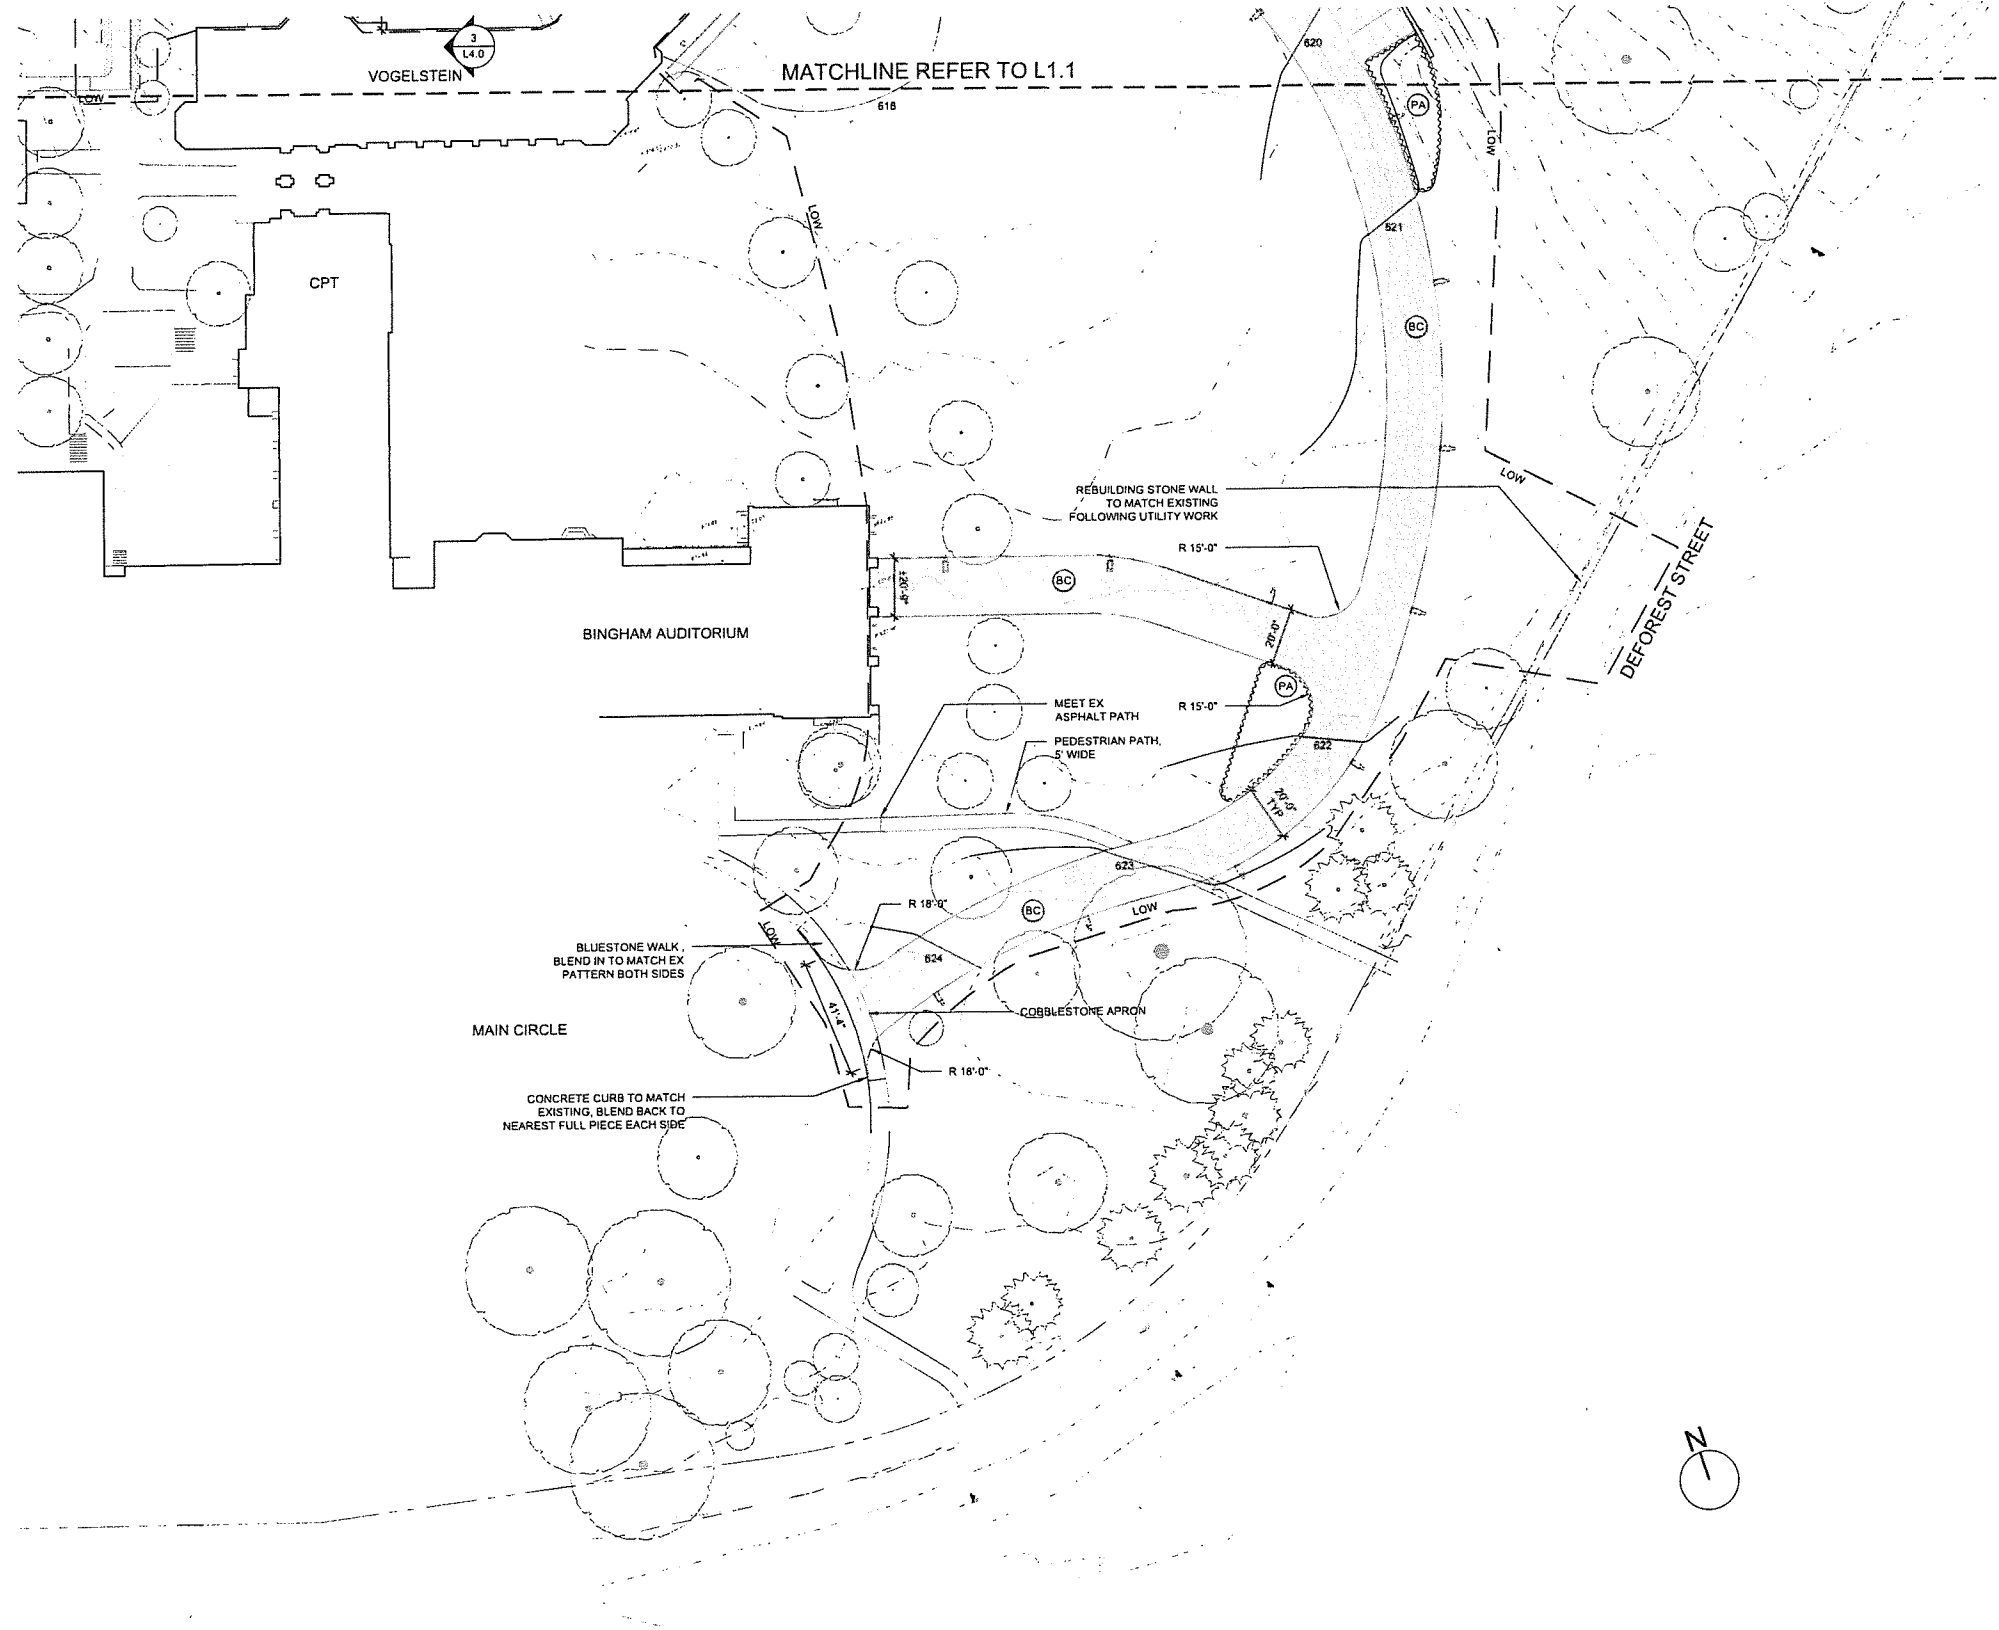 3
L4.0
VOGELSTEIN
MATCHLINE REFER TO L1.1
620
LOW
618
PA
LOW
LOW
621
CPT
BC
LOW
REBUILDING STONE WALL
TO MATCH EXISTING
FOLLOWING UTILITY WORK
R 15'-0"
DEFOREST STREET
BC
±20'-9"
BINGHAM AUDITORIUM
20'-0"
PA
MEET EX
ASPHALT PATH
R 15'-0"
PEDESTRIAN PATH,
5' WIDE
622
20'-0"
TYP
623
R 18'-0"
BC
LOW
LOW
BLUESTONE WALK ,
BLEND IN TO MATCH EX
PATTERN BOTH SIDES
624
41'-4"
COBBLESTONE APRON
MAIN CIRCLE
R 18'-0"
CONCRETE CURB TO MATCH
EXISTING, BLEND BACK TO
NEAREST FULL PIECE EACH SIDE
N